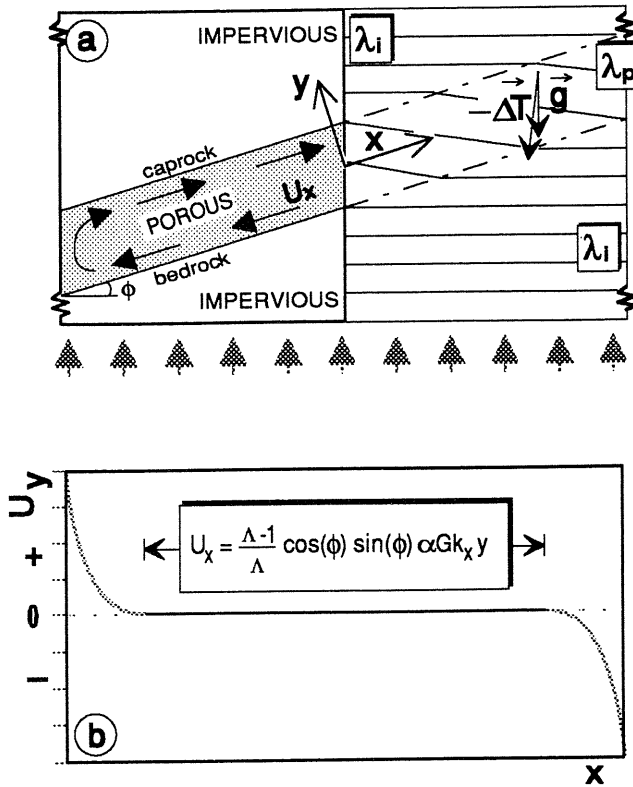 a
IMPERVIOUS
λi
λp
y
−ΔT
g
x
caprock
POROUS
Ux
bedrock
φ
λi
IMPERVIOUS
Uy
+
0
−
Ux = Λ-1/Λ cos(φ) sin(φ) αGkx y
b
x